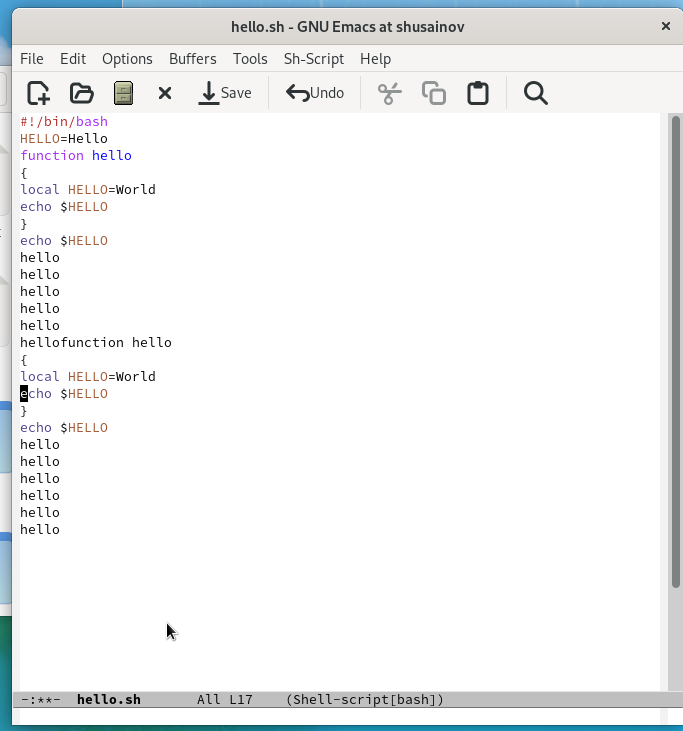 hello.sh - GNU Emacs at shusainov
File Edit Options Buffers Tools Sh-Script Help
Save Undo
#!/bin/bash
HELLO=Hello
function hello
{
local HELLO=World
echo $HELLO
}
echo $HELLO
hello
hello
hello
hello
hello
hellofunction hello
{
local HELLO=World
echo $HELLO
}
echo $HELLO
hello
hello
hello
hello
hello
hello
-:**- hello.sh All L17 (Shell-script[bash])